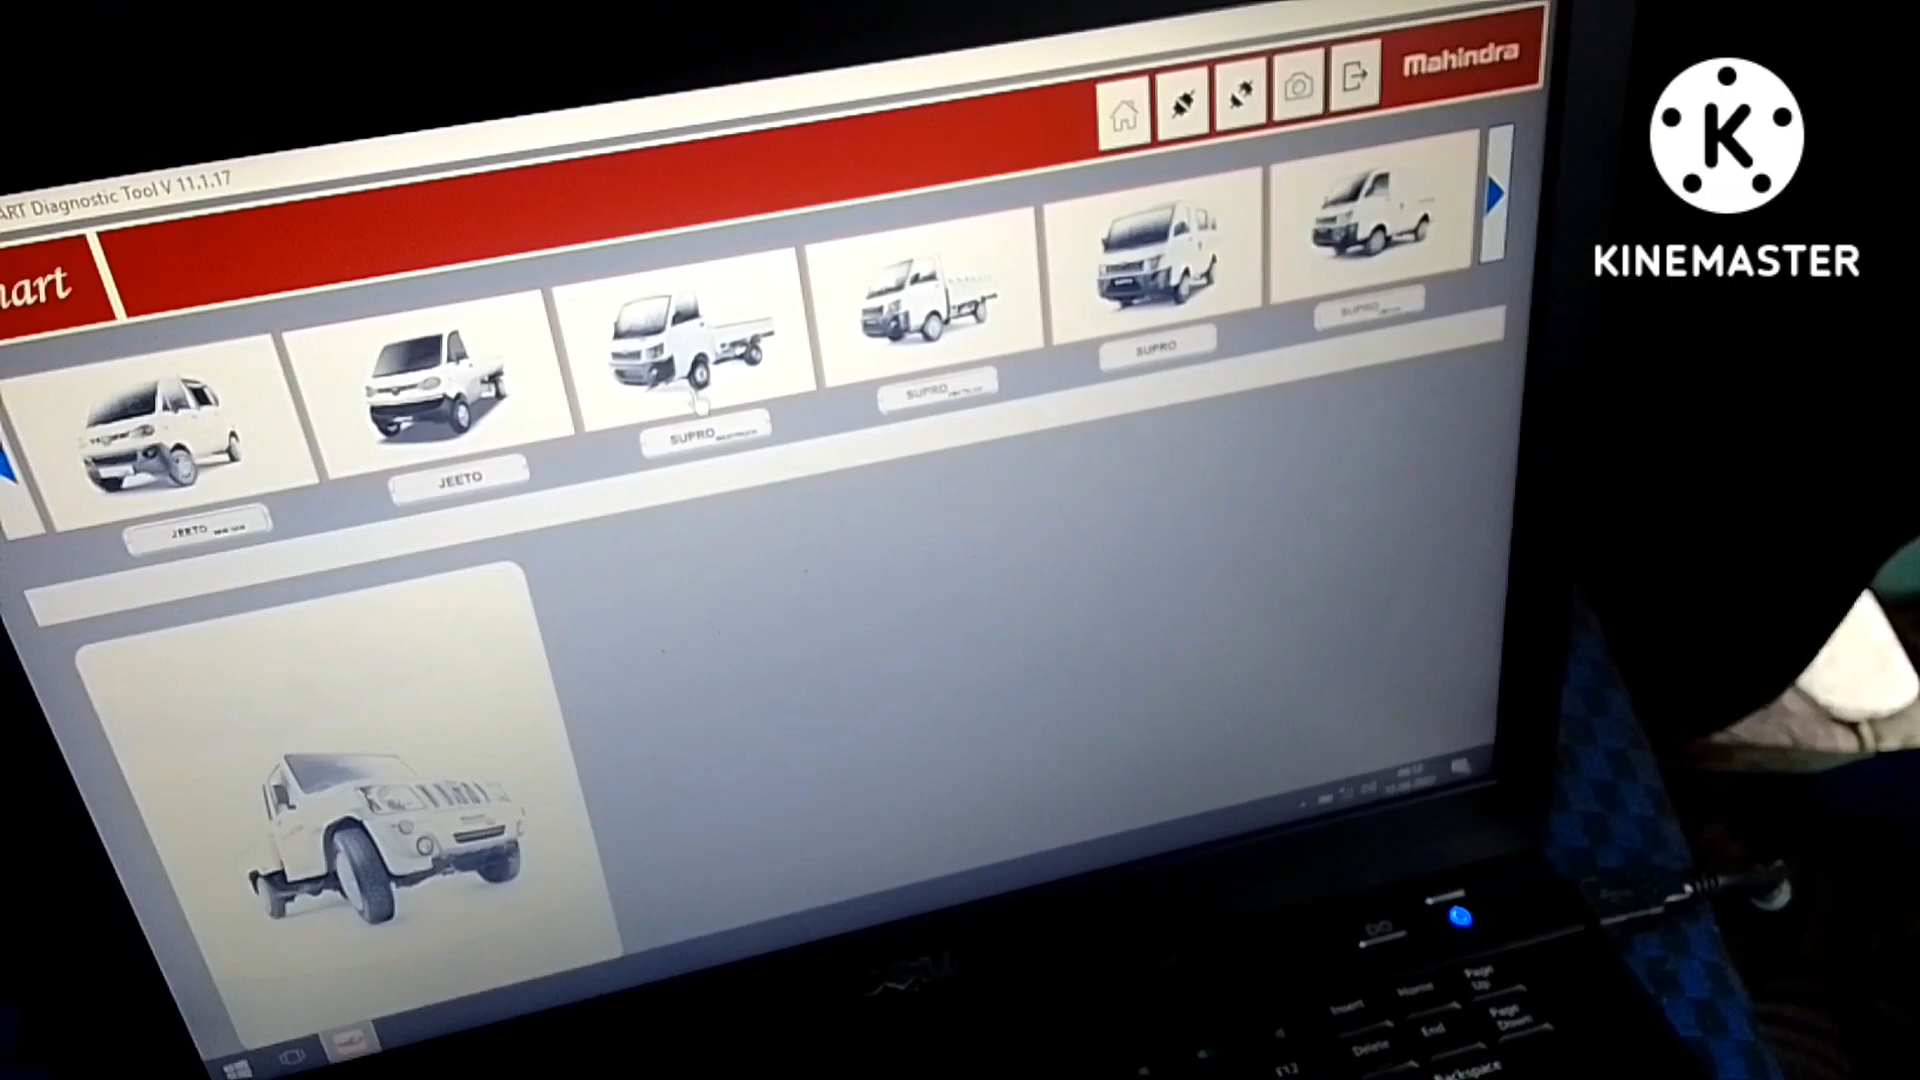 ART Diagnostic Tool V 11.1.17
Mahindra
K
KINEMASTER
art
JEETO
JEETO
SUPRO
SUPRO
SUPRO
SUPRO
DELL
Insert
Home
Page Up
Delete
End
Page Down
F12
Backspace